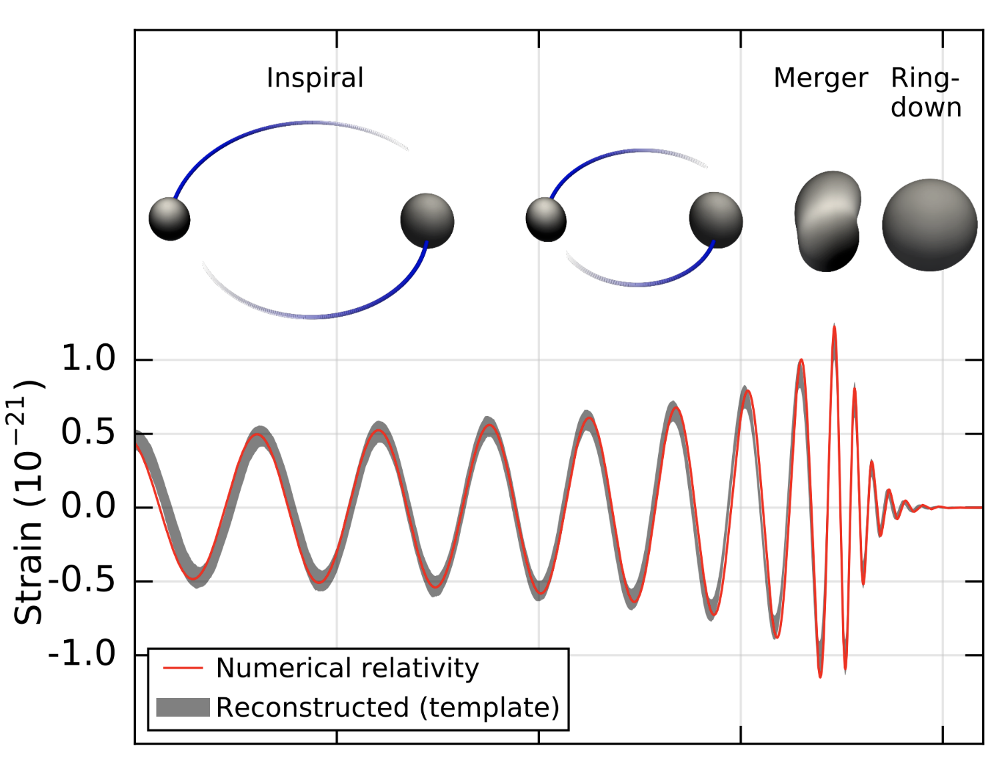 Inspiral
Merger
Ring-
down
1.0
0.5
0.0
-0.5
-1.0
Strain (10⁻²¹)
Numerical relativity
Reconstructed (template)